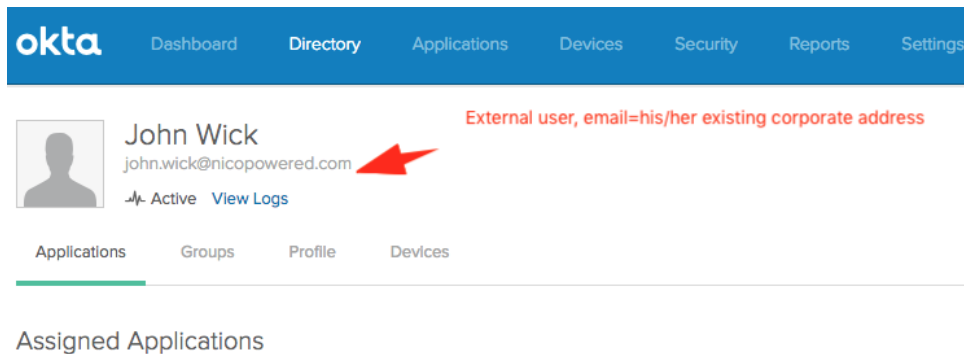 okta Dashboard Directory Applications Devices Security Reports Settings
External user, email=his/her existing corporate address
John Wick
john.wick@nicopowered.com
Active View Logs
Applications Groups Profile Devices
Assigned Applications